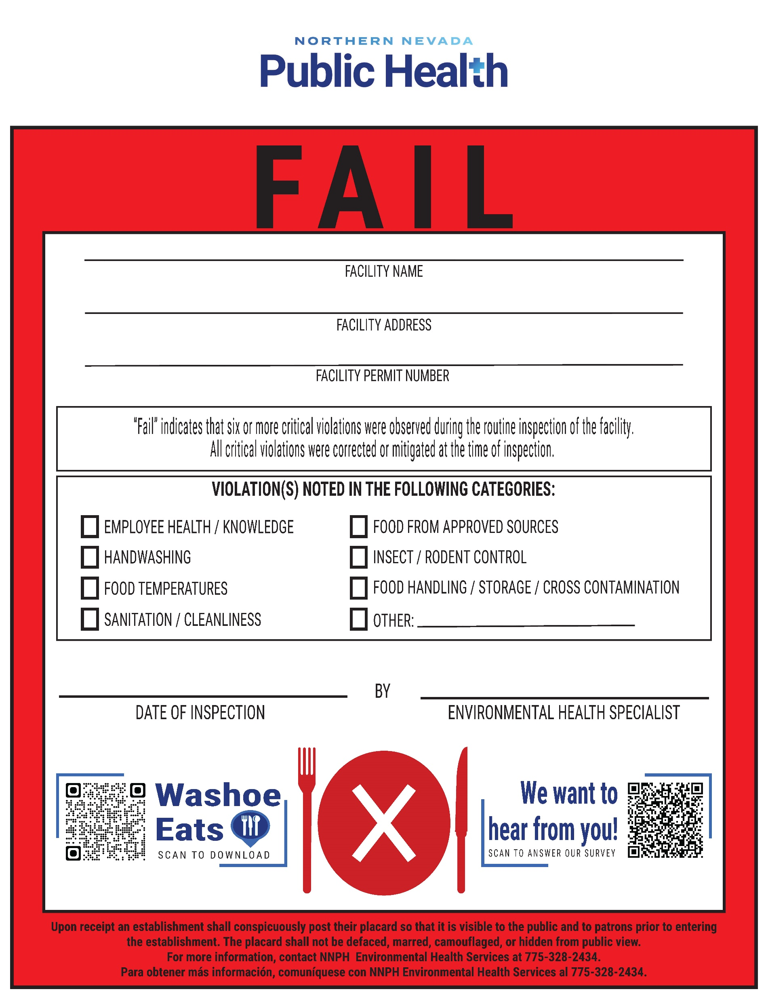 NORTHERN NEVADA
Public Health
FAIL
FACILITY NAME
FACILITY ADDRESS
FACILITY PERMIT NUMBER
“Fail” indicates that six or more critical violations were observed during the routine inspection of the facility.
All critical violations were corrected or mitigated at the time of inspection.
VIOLATION(S) NOTED IN THE FOLLOWING CATEGORIES:
EMPLOYEE HEALTH / KNOWLEDGE
HANDWASHING
FOOD TEMPERATURES
SANITATION / CLEANLINESS
FOOD FROM APPROVED SOURCES
INSECT / RODENT CONTROL
FOOD HANDLING / STORAGE / CROSS CONTAMINATION
OTHER:
BY
DATE OF INSPECTION
ENVIRONMENTAL HEALTH SPECIALIST
Washoe
Eats
SCAN TO DOWNLOAD
We want to
hear from you!
SCAN TO ANSWER OUR SURVEY
Upon receipt an establishment shall conspicuously post their placard so that it is visible to the public and to patrons prior to entering
the establishment. The placard shall not be defaced, marred, camouflaged, or hidden from public view.
For more information, contact NNPH Environmental Health Services at 775-328-2434.
Para obtener más información, comuníquese con NNPH Environmental Health Services al 775-328-2434.